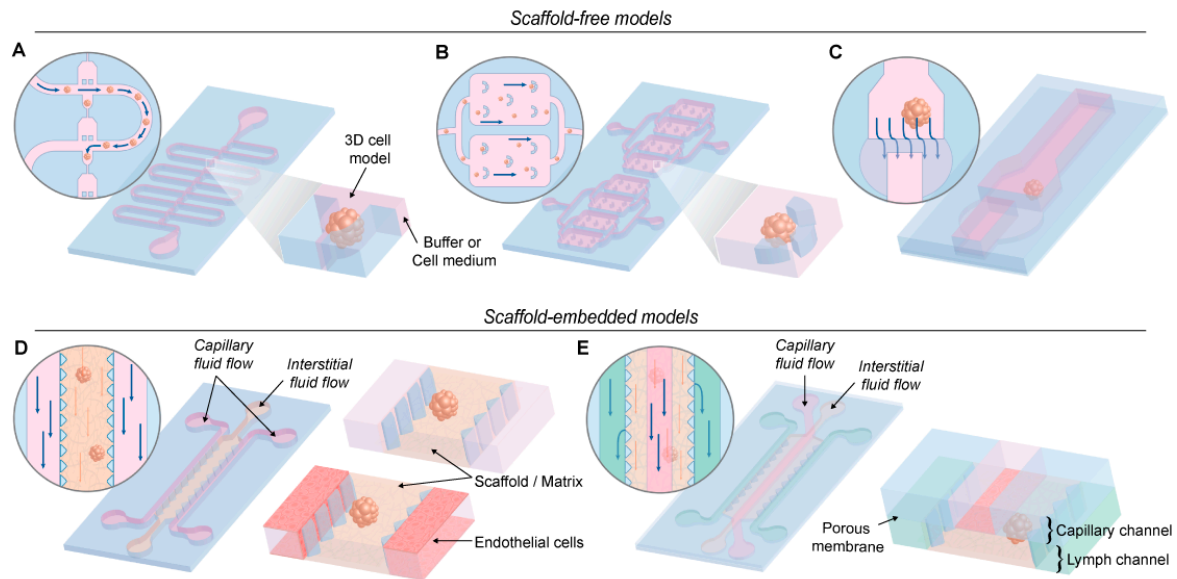 Scaffold-free models
A
B
C
3D cell
model
Buffer or
Cell medium
Scaffold-embedded models
D
Capillary
fluid flow
Interstitial
fluid flow
Scaffold / Matrix
Endothelial cells
E
Capillary
fluid flow
Interstitial
fluid flow
Porous
membrane
Capillary channel
Lymph channel